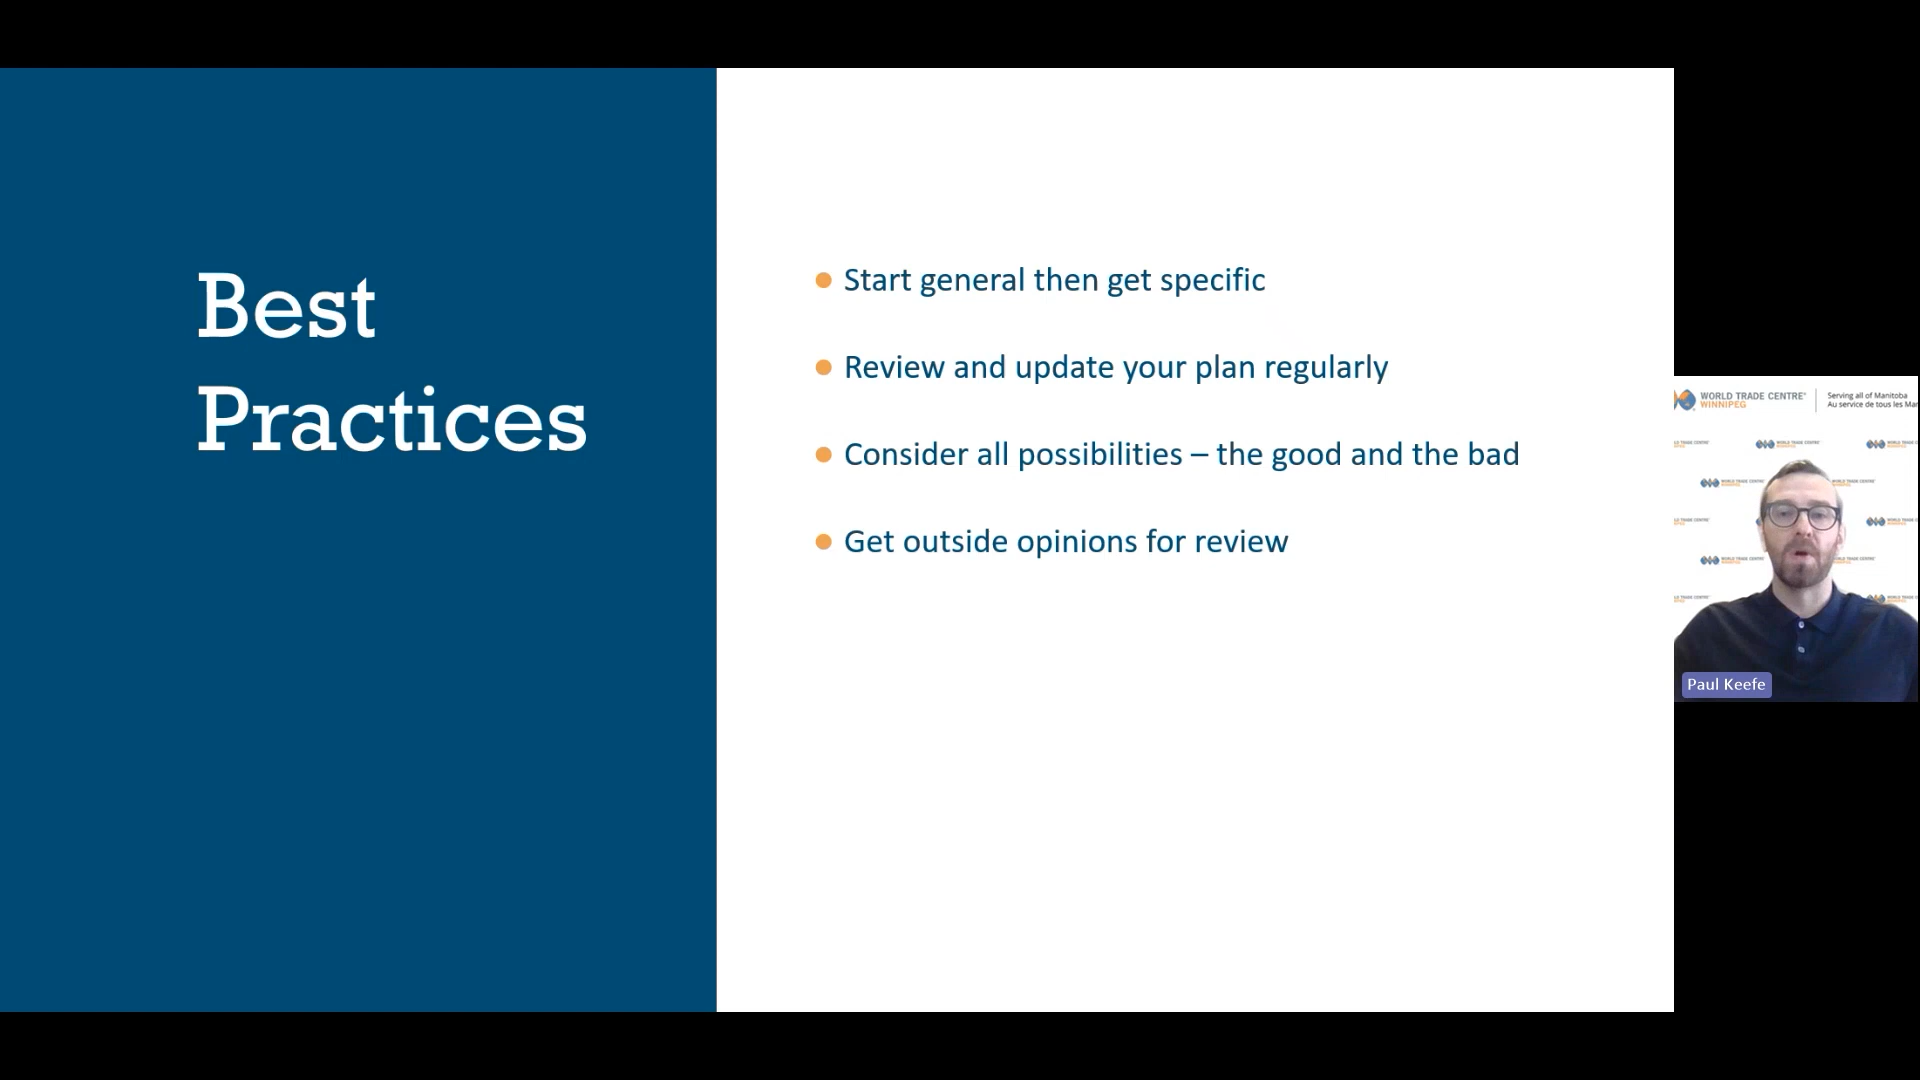 Best
Practices
Start general then get specific
Review and update your plan regularly
Consider all possibilities – the good and the bad
Get outside opinions for review
WORLD TRADE CENTRE®
WINNIPEG
Serving all of Manitoba
Au service de tous les Mar
Paul Keefe